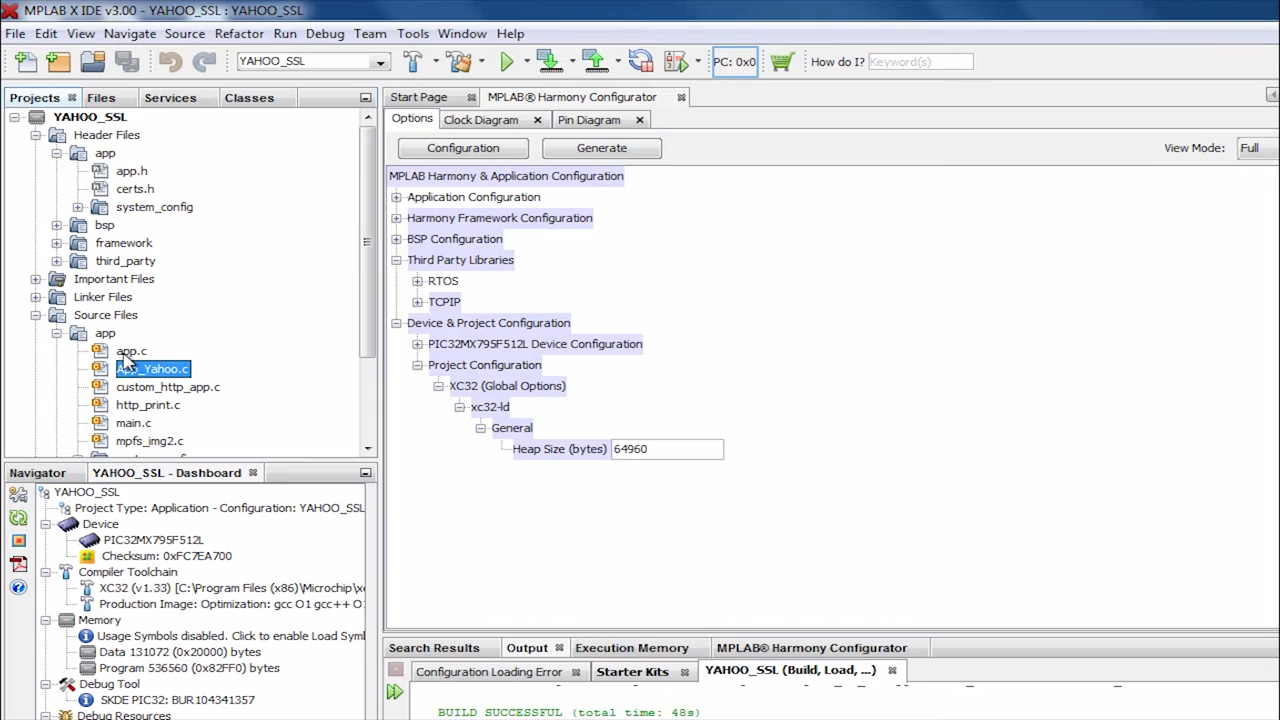 MPLAB X IDE v3.00 - YAHOO_SSL : YAHOO_SSL
File Edit View Navigate Source Refactor Run Debug Team Tools Window Help
YAHOO_SSL PC: 0x0 How do I? Keyword(s)
Projects Files Services Classes
YAHOO_SSL
Header Files
app
app.h
certs.h
system_config
bsp
framework
third_party
Important Files
Linker Files
Source Files
app
app.c
App_Yahoo.c
custom_http_app.c
http_print.c
main.c
mpfs_img2.c
Navigator YAHOO_SSL - Dashboard
YAHOO_SSL
Project Type: Application - Configuration: YAHOO_SSL
Device
PIC32MX795F512L
Checksum: 0xFC7EA700
Compiler Toolchain
XC32 (v1.33) [C:\Program Files (x86)\Microchip\xc
Production Image: Optimization: gcc O1 g++ O1
Memory
Usage Symbols disabled. Click to enable Load Symb
Data 131072 (0x20000) bytes
Program 536560 (0x82FF0) bytes
Debug Tool
SKDE PIC32: BUR104341357
Debug Resources
Start Page MPLAB® Harmony Configurator
Options Clock Diagram Pin Diagram
Configuration Generate View Mode: Full
MPLAB Harmony & Application Configuration
Application Configuration
Harmony Framework Configuration
BSP Configuration
Third Party Libraries
RTOS
TCPIP
Device & Project Configuration
PIC32MX795F512L Device Configuration
Project Configuration
XC32 (Global Options)
xc32-ld
General
Heap Size (bytes) 64960
Search Results Output Execution Memory MPLAB® Harmony Configurator
Configuration Loading Error Starter Kits YAHOO_SSL (Build, Load, ...)
BUILD SUCCESSFUL (total time: 48s)